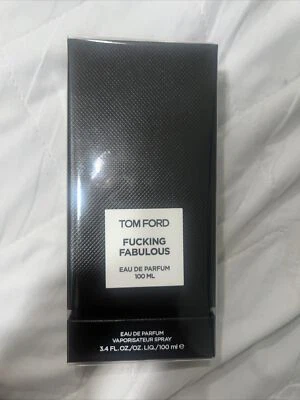 TOM FORD
FUCKING
FABULOUS
EAU DE PARFUM
100 ML
EAU DE PARFUM
VAPORISATEUR SPRAY
3.4 FL.OZ./OZ. LIQ./100 ml ℮